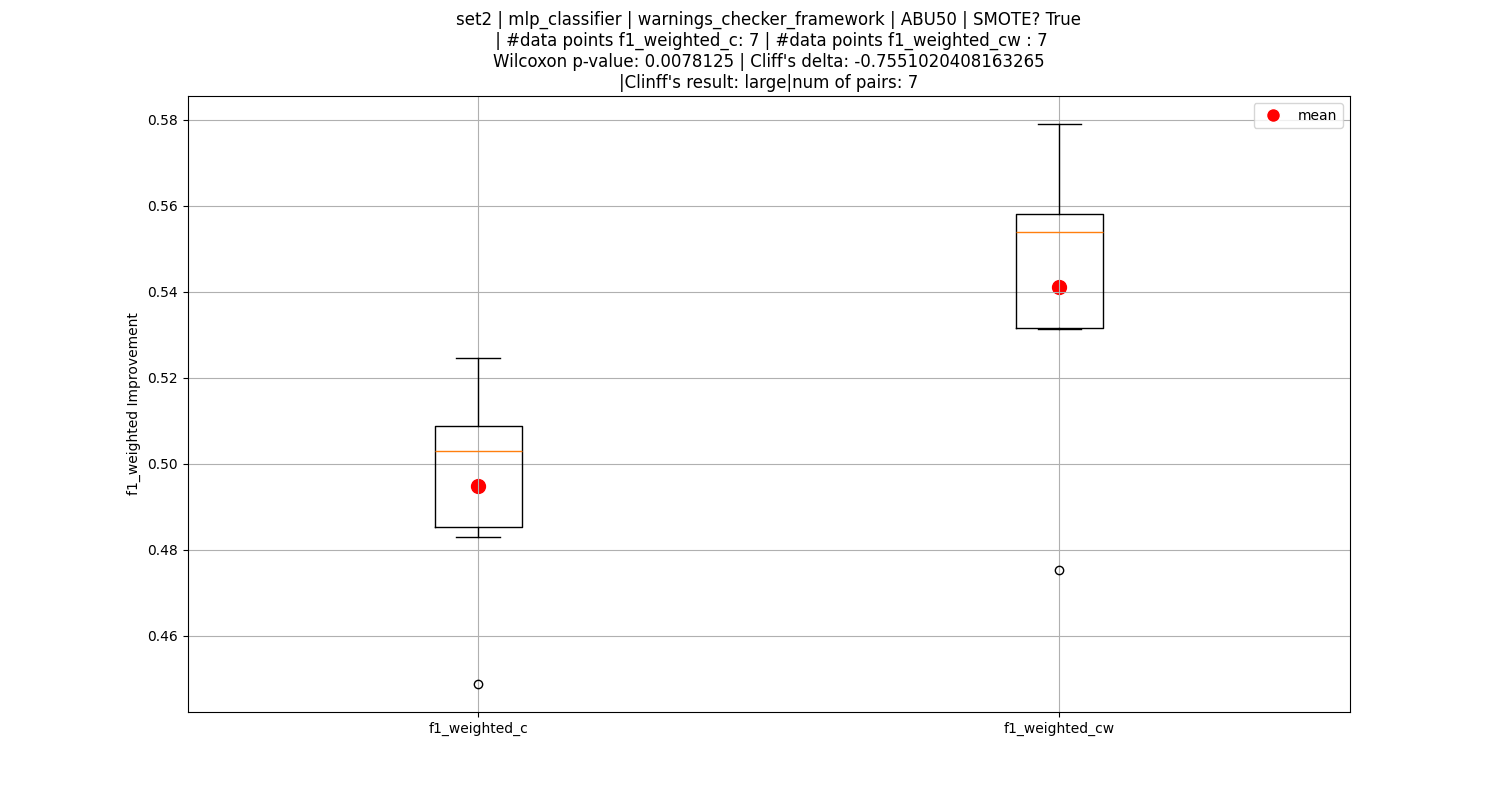 set2 | mlp_classifier | warnings_checker_framework | ABU50 | SMOTE? True
| #data points f1_weighted_c: 7 | #data points f1_weighted_cw : 7
Wilcoxon p-value: 0.0078125 | Cliff's delta: -0.7551020408163265
|Clinff's result: large|num of pairs: 7
mean
0.58
0.56
0.54
0.52
0.50
0.48
0.46
f1_weighted Improvement
f1_weighted_c
f1_weighted_cw